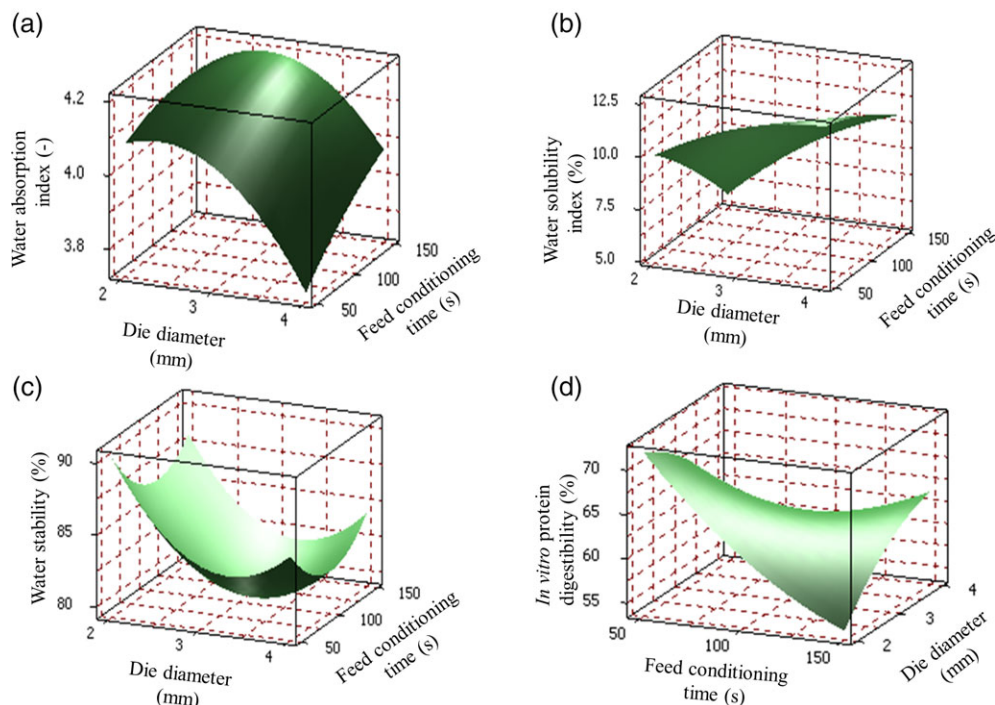 (a)
Water absorption
index (-)
4.2
4.0
3.8
2
3
4
50
100
150
Die diameter
(mm)
Feed conditioning
time (s)
(b)
Water solubility
index (%)
12.5
10.0
7.5
5.0
2
3
4
50
100
150
Die diameter
(mm)
Feed conditioning
time (s)
(c)
Water stability (%)
90
85
80
2
3
4
50
100
150
Die diameter
(mm)
Feed conditioning
time (s)
(d)
In vitro protein
digestibility (%)
70
65
60
55
50
100
150
2
3
4
Feed conditioning
time (s)
Die diameter
(mm)